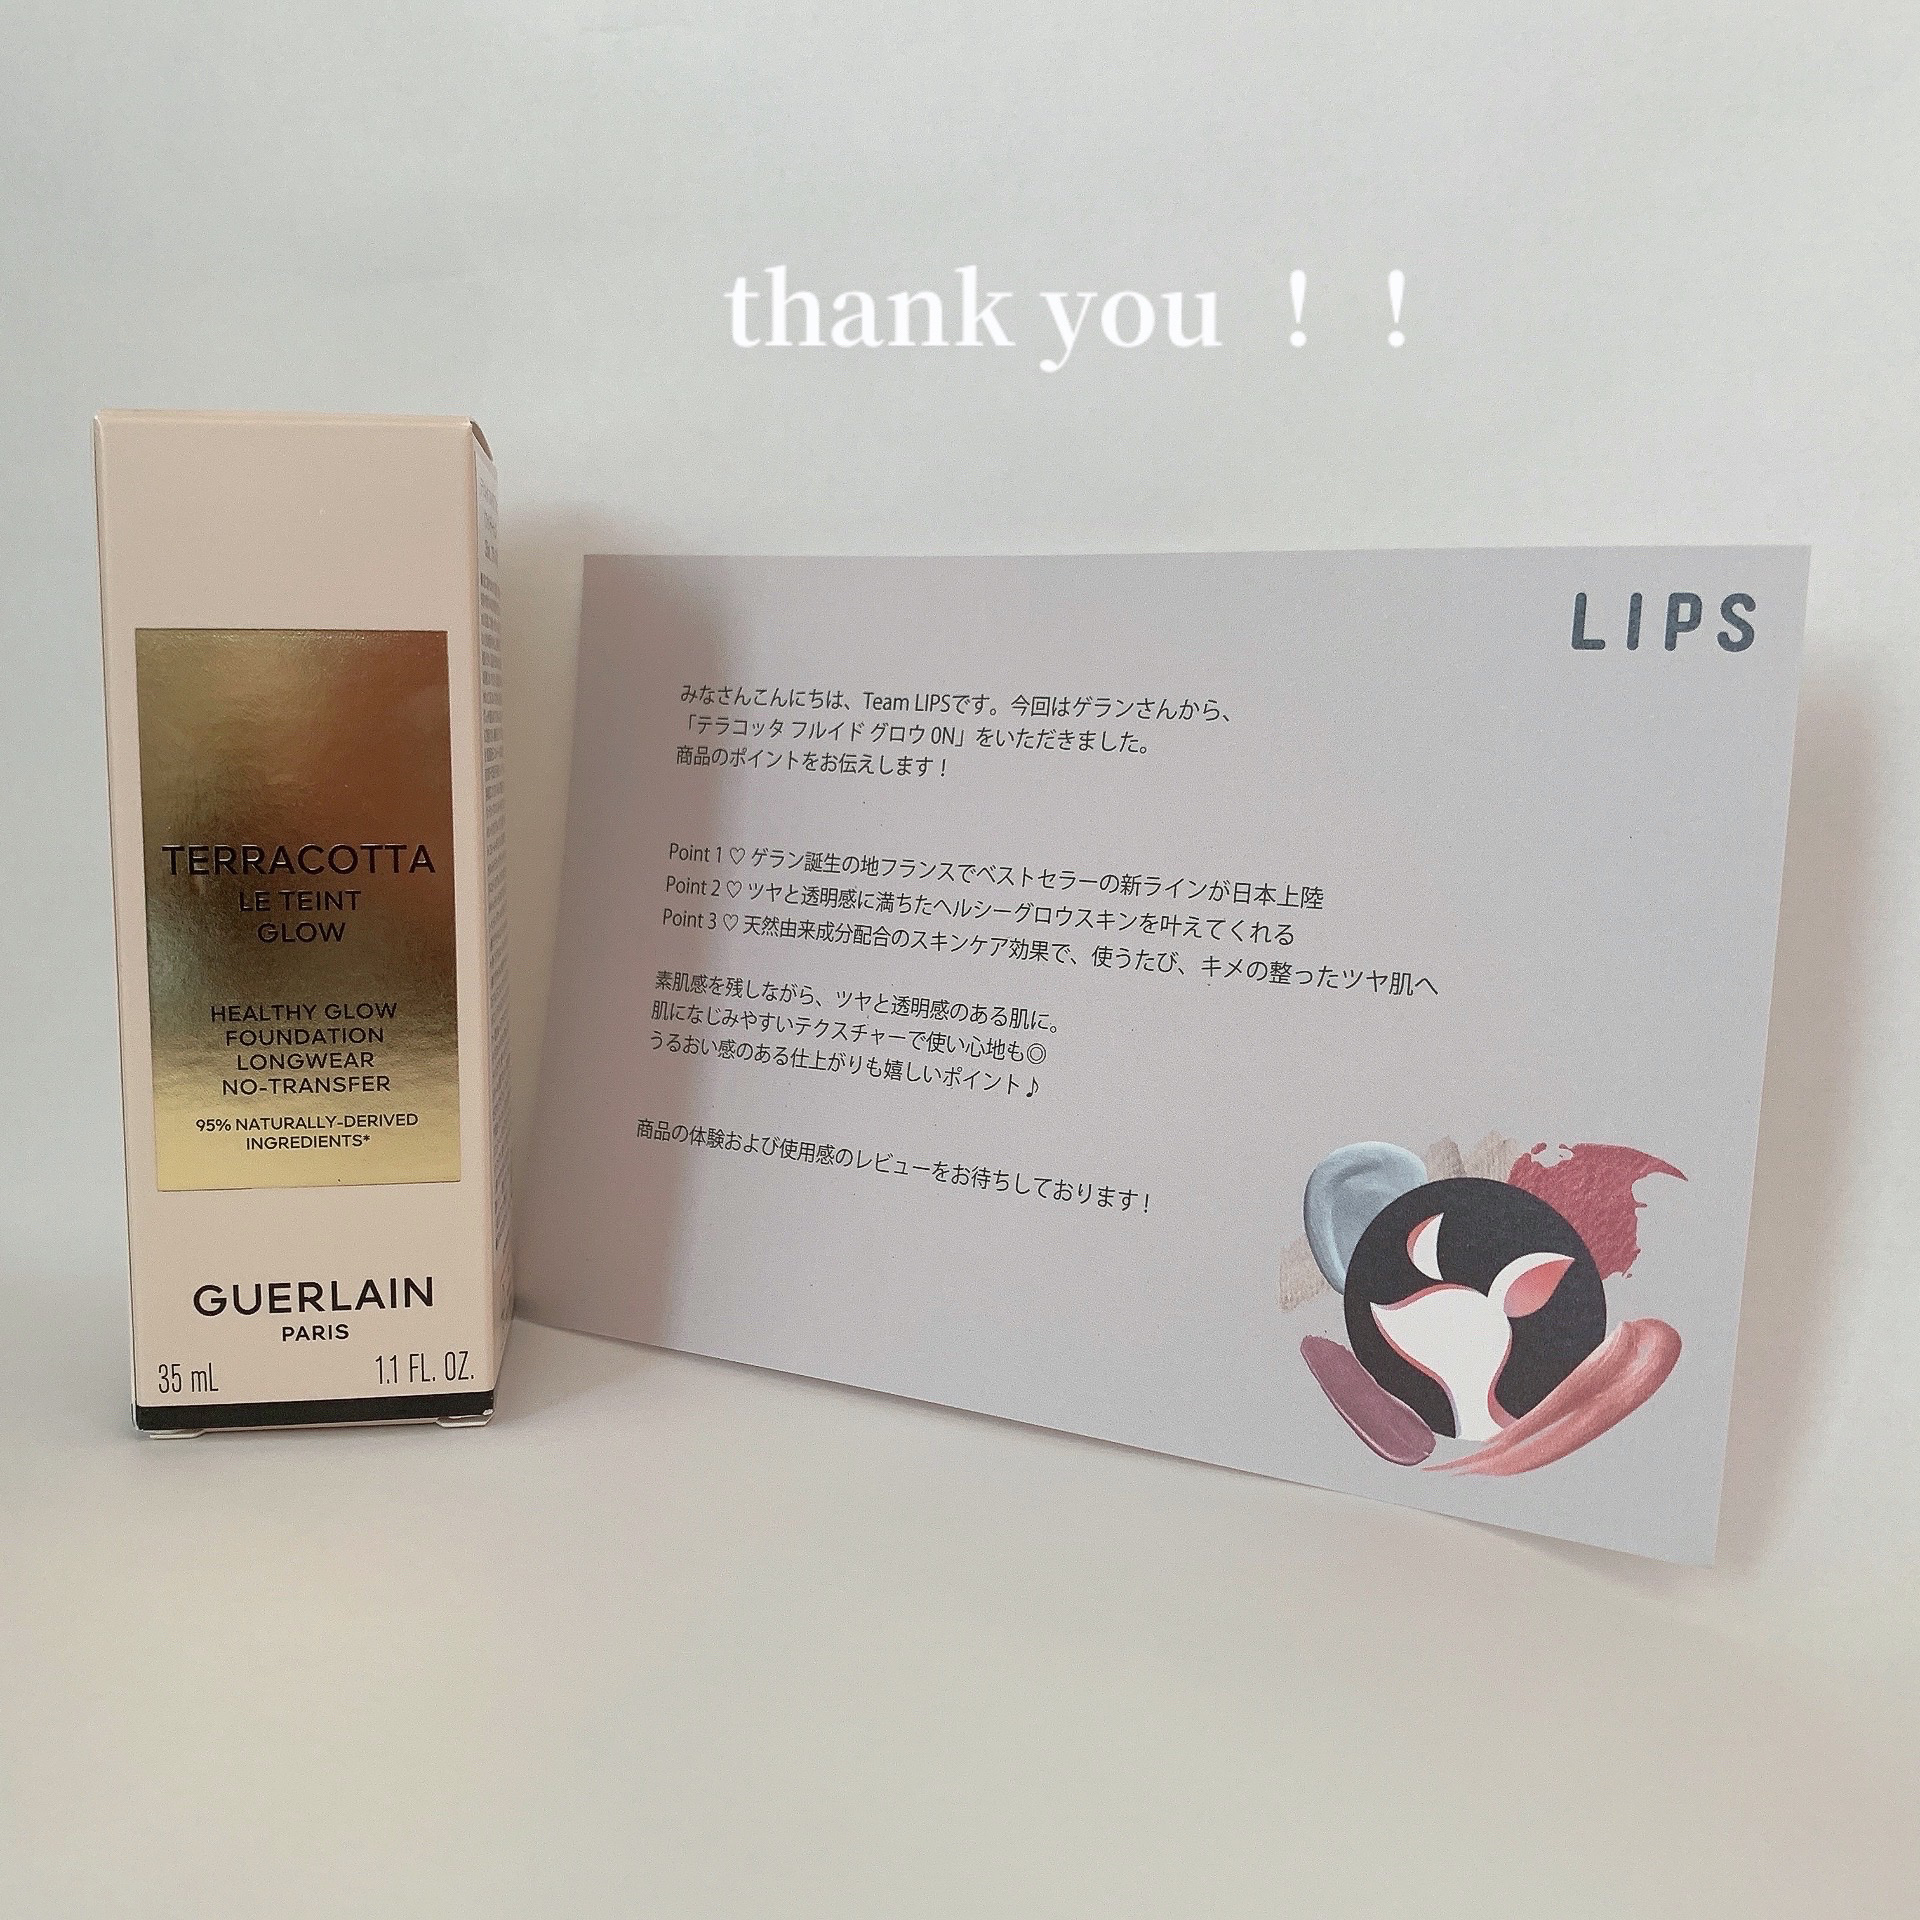 thank you！！
TERRACOTTA
LE TEINT
GLOW
HEALTHY GLOW
FOUNDATION
LONGWEAR
NO-TRANSFER
95% NATURALLY-DERIVED
INGREDIENTS*
GUERLAIN
PARIS
35 mL 1.1 FL. OZ.
LIPS
みなさんこんにちは、Team LIPSです。今回はゲランさんから、
「テラコッタ フルイド グロウ 0N」をいただきました。
商品のポイントをお伝えします！
Point 1 ♡ ゲラン誕生の地フランスでベストセラーの新ラインが日本上陸
Point 2 ♡ ツヤと透明感に満ちたヘルシーグロウスキンを叶えてくれる
Point 3 ♡ 天然由来成分配合のスキンケア効果で、使うたび、キメの整ったツヤ肌へ
素肌感を残しながら、ツヤと透明感のある肌に。
肌になじみやすいテクスチャーで使い心地も◎
うるおい感のある仕上がりも嬉しいポイント♪
商品の体験および使用感のレビューをお待ちしております！